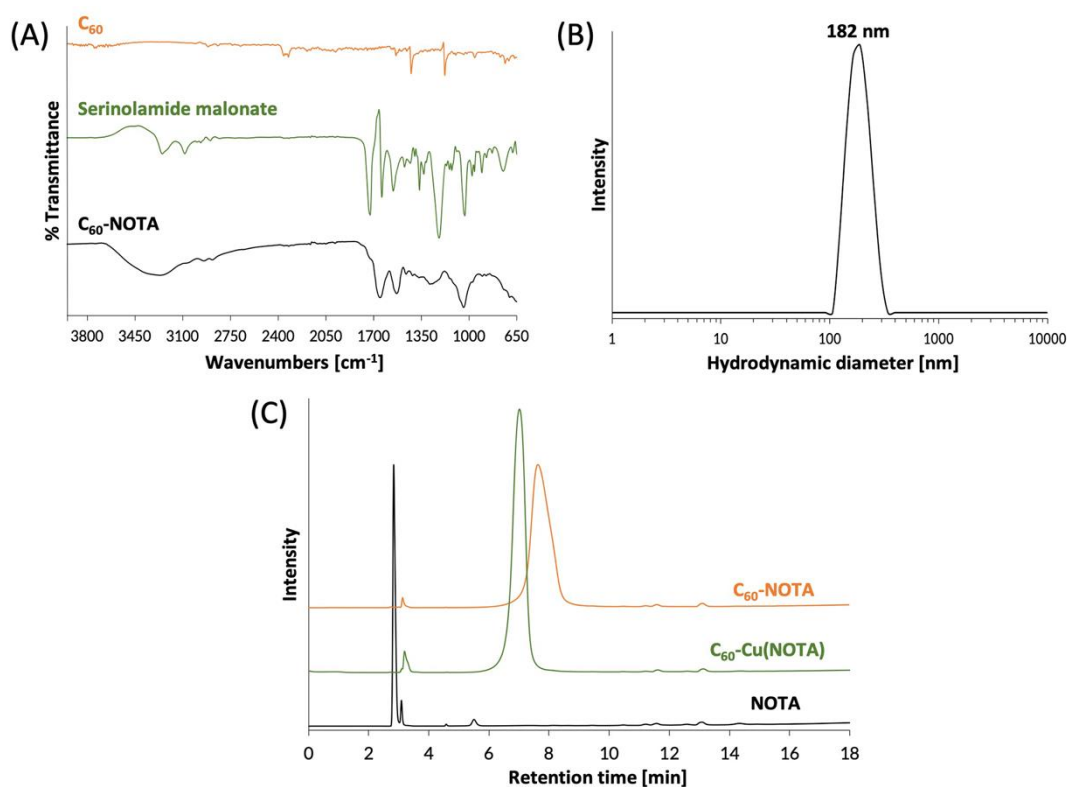 (A)
C₆₀
Serinolamide malonate
C₆₀-NOTA
% Transmittance
3800 3450 3100 2750 2400 2050 1700 1350 1000 650
Wavenumbers [cm⁻¹]
(B)
182 nm
Intensity
1 10 100 1000 10000
Hydrodynamic diameter [nm]
(C)
Intensity
C₆₀-NOTA
C₆₀-Cu(NOTA)
NOTA
0 2 4 6 8 10 12 14 16 18
Retention time [min]